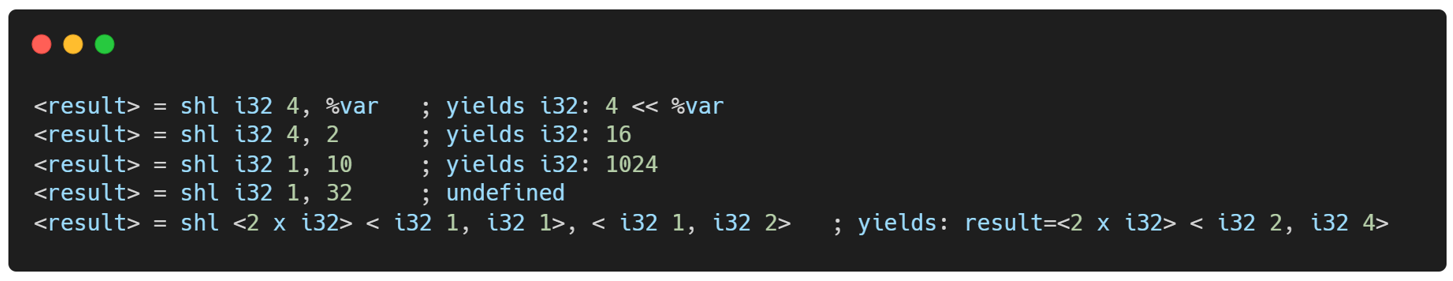 <result> = shl i32 4, %var   ; yields i32: 4 << %var
<result> = shl i32 4, 2      ; yields i32: 16
<result> = shl i32 1, 10     ; yields i32: 1024
<result> = shl i32 1, 32     ; undefined
<result> = shl <2 x i32> < i32 1, i32 1>, < i32 1, i32 2>   ; yields: result=<2 x i32> < i32 2, i32 4>